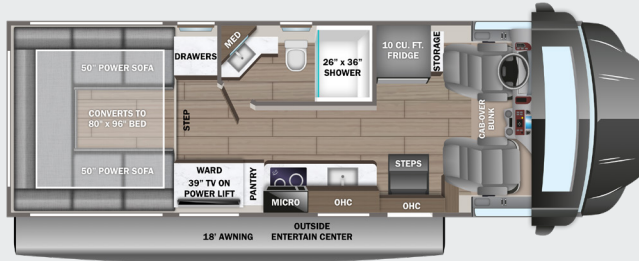 50" POWER SOFA
CONVERTS TO
80" x 96" BED
50" POWER SOFA
DRAWERS
MED
STEP
26" x 36"
SHOWER
10 CU. FT.
FRIDGE
STORAGE
CAB-OVER
BUNK
WARD
39" TV ON
POWER LIFT
PANTRY
MICRO
OHC
STEPS
OHC
18' AWNING
OUTSIDE
ENTERTAIN CENTER